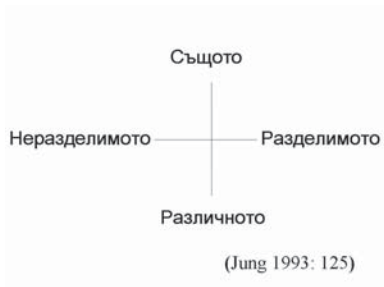 Същото
Неразделимото Разделимото
Различното
(Jung 1993: 125)